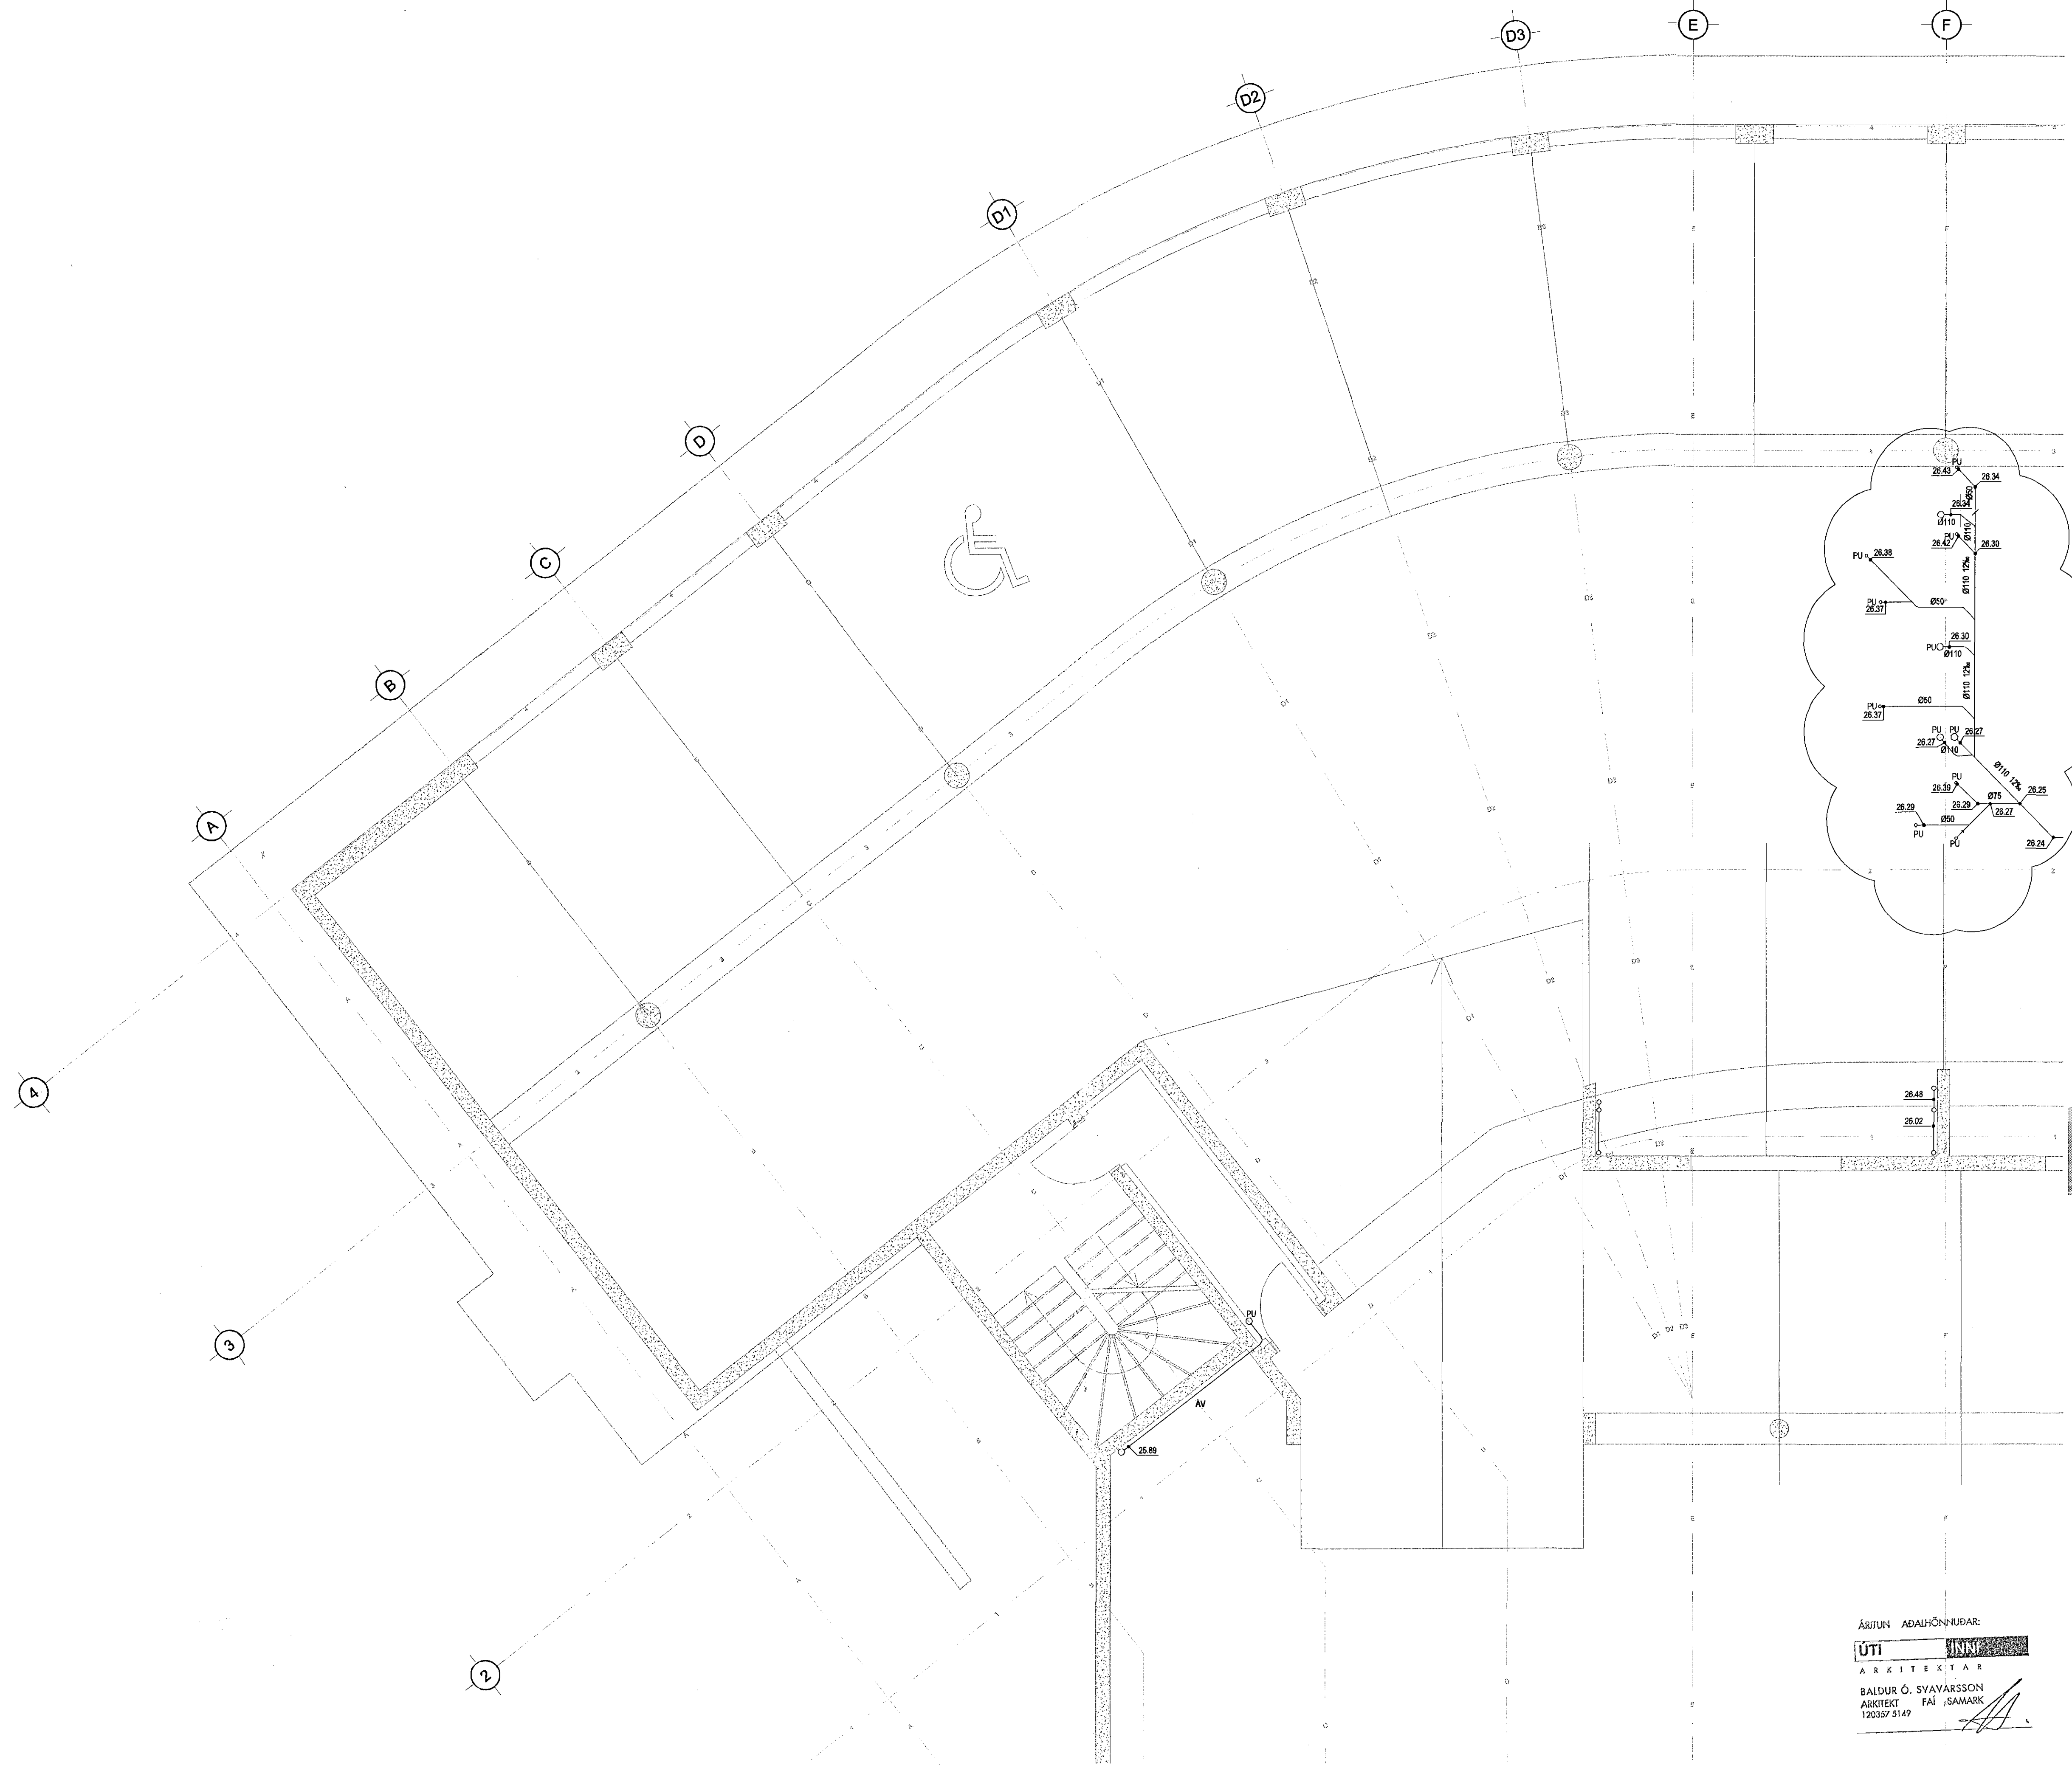 E
F
D3
D2
D1
D
C
B
A
4
3
2
PU
26.43
26.34
Ø50
26.34
Ø110
Ø110
PU
26.42
26.30
PU
26.38
Ø110 12‰
PU
26.37
Ø50
26.30
PU
Ø110
Ø110 12‰
PU
26.37
Ø50
PU PU
26.27
26.27
Ø110
Ø110 12‰
PU
26.39
Ø75
26.25
26.29
26.29
26.27
Ø50
PU
PU
26.24
26.48
26.02
PU
AV
25.89
ÁRITUN AÐALHÖNNUÐAR:
ÚTI INNI
ARKITEKTAR
BALDUR Ó. SVAVARSSON
ARKITEKT FAÍ SAMARK
120357 5149